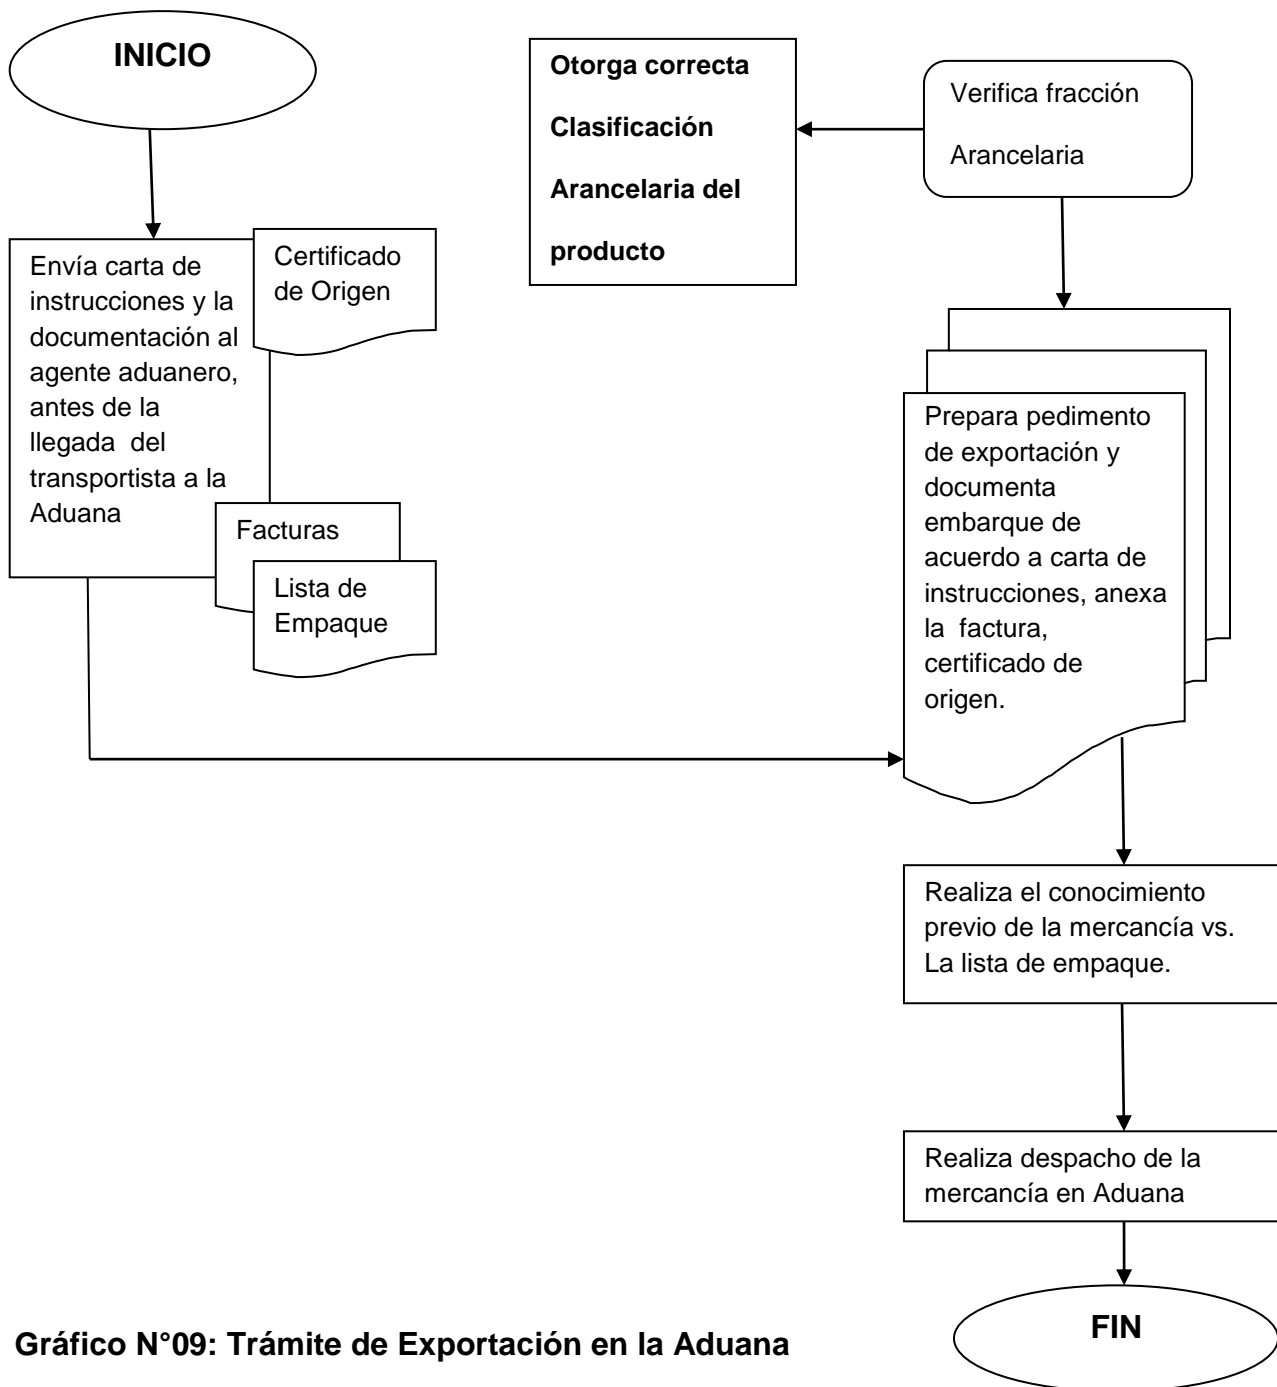 INICIO
Otorga correcta
Clasificación
Arancelaria del
producto
Verifica fracción
Arancelaria
Envía carta de
instrucciones y la
documentación al
agente aduanero,
antes de la
llegada del
transportista a la
Aduana
Certificado
de Origen
Facturas
Lista de
Empaque
Prepara pedimento
de exportación y
documenta
embarque de
acuerdo a carta de
instrucciones, anexa
la factura,
certificado de
origen.
Realiza el conocimiento
previo de la mercancía vs.
La lista de empaque.
Realiza despacho de la
mercancía en Aduana
FIN
Gráfico N°09: Trámite de Exportación en la Aduana